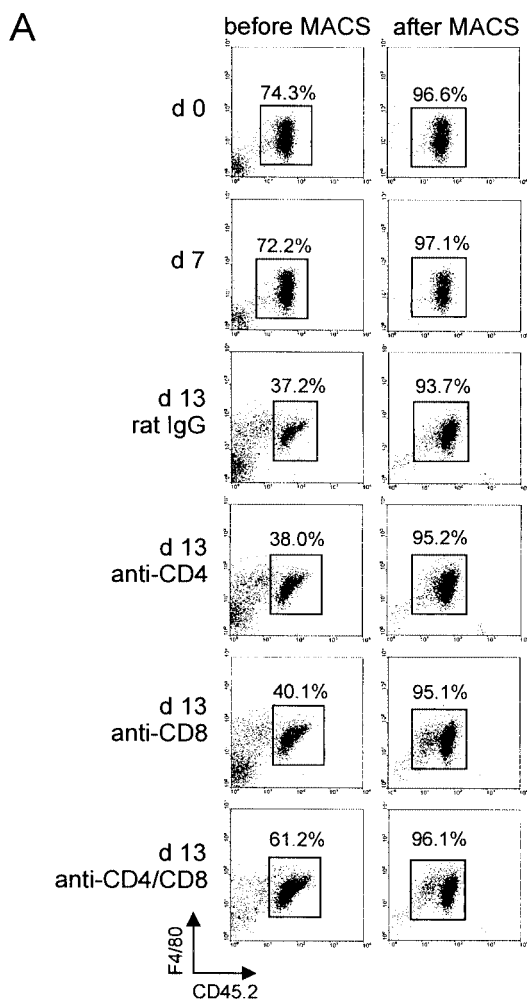 A
before MACS after MACS
74.3% 96.6%
d 0
72.2% 97.1%
d 7
37.2% 93.7%
d 13
rat IgG
38.0% 95.2%
d 13
anti-CD4
40.1% 95.1%
d 13
anti-CD8
61.2% 96.1%
d 13
anti-CD4/CD8
F4/80
CD45.2